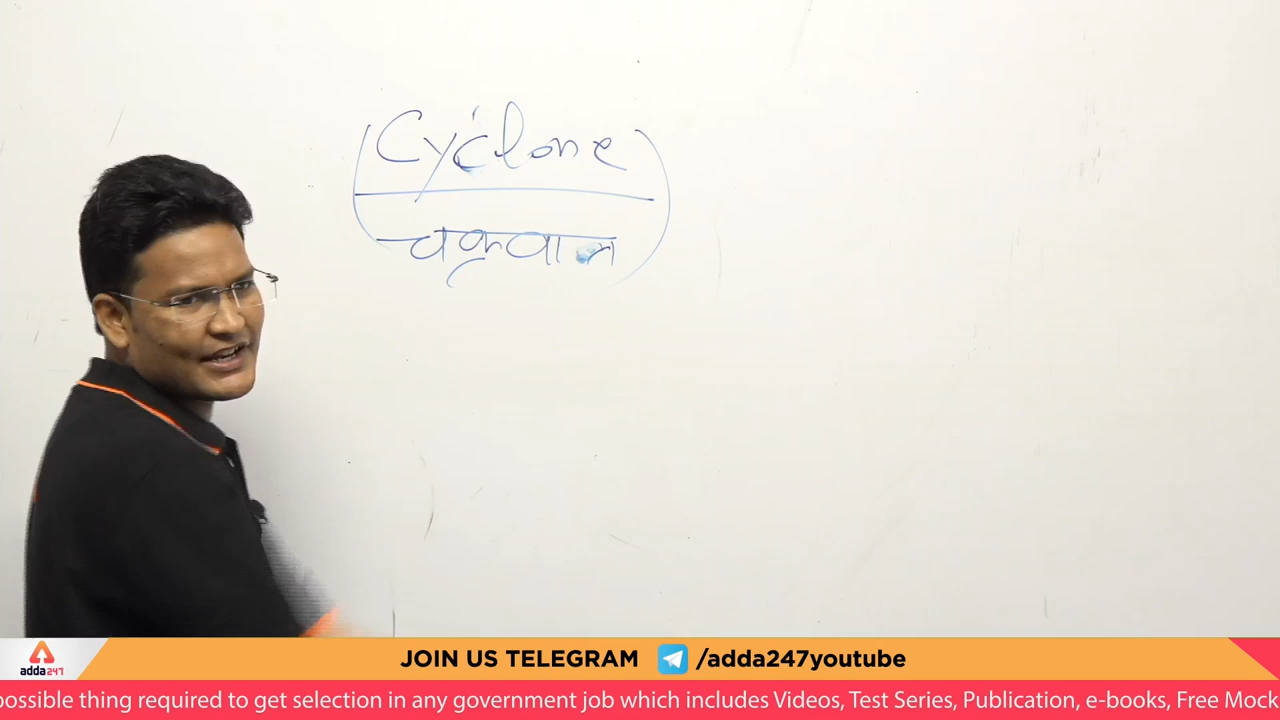 Cyclone
चक्रवात
adda247
JOIN US TELEGRAM /adda247youtube
possible thing required to get selection in any government job which includes Videos, Test Series, Publication, e-books, Free Mock